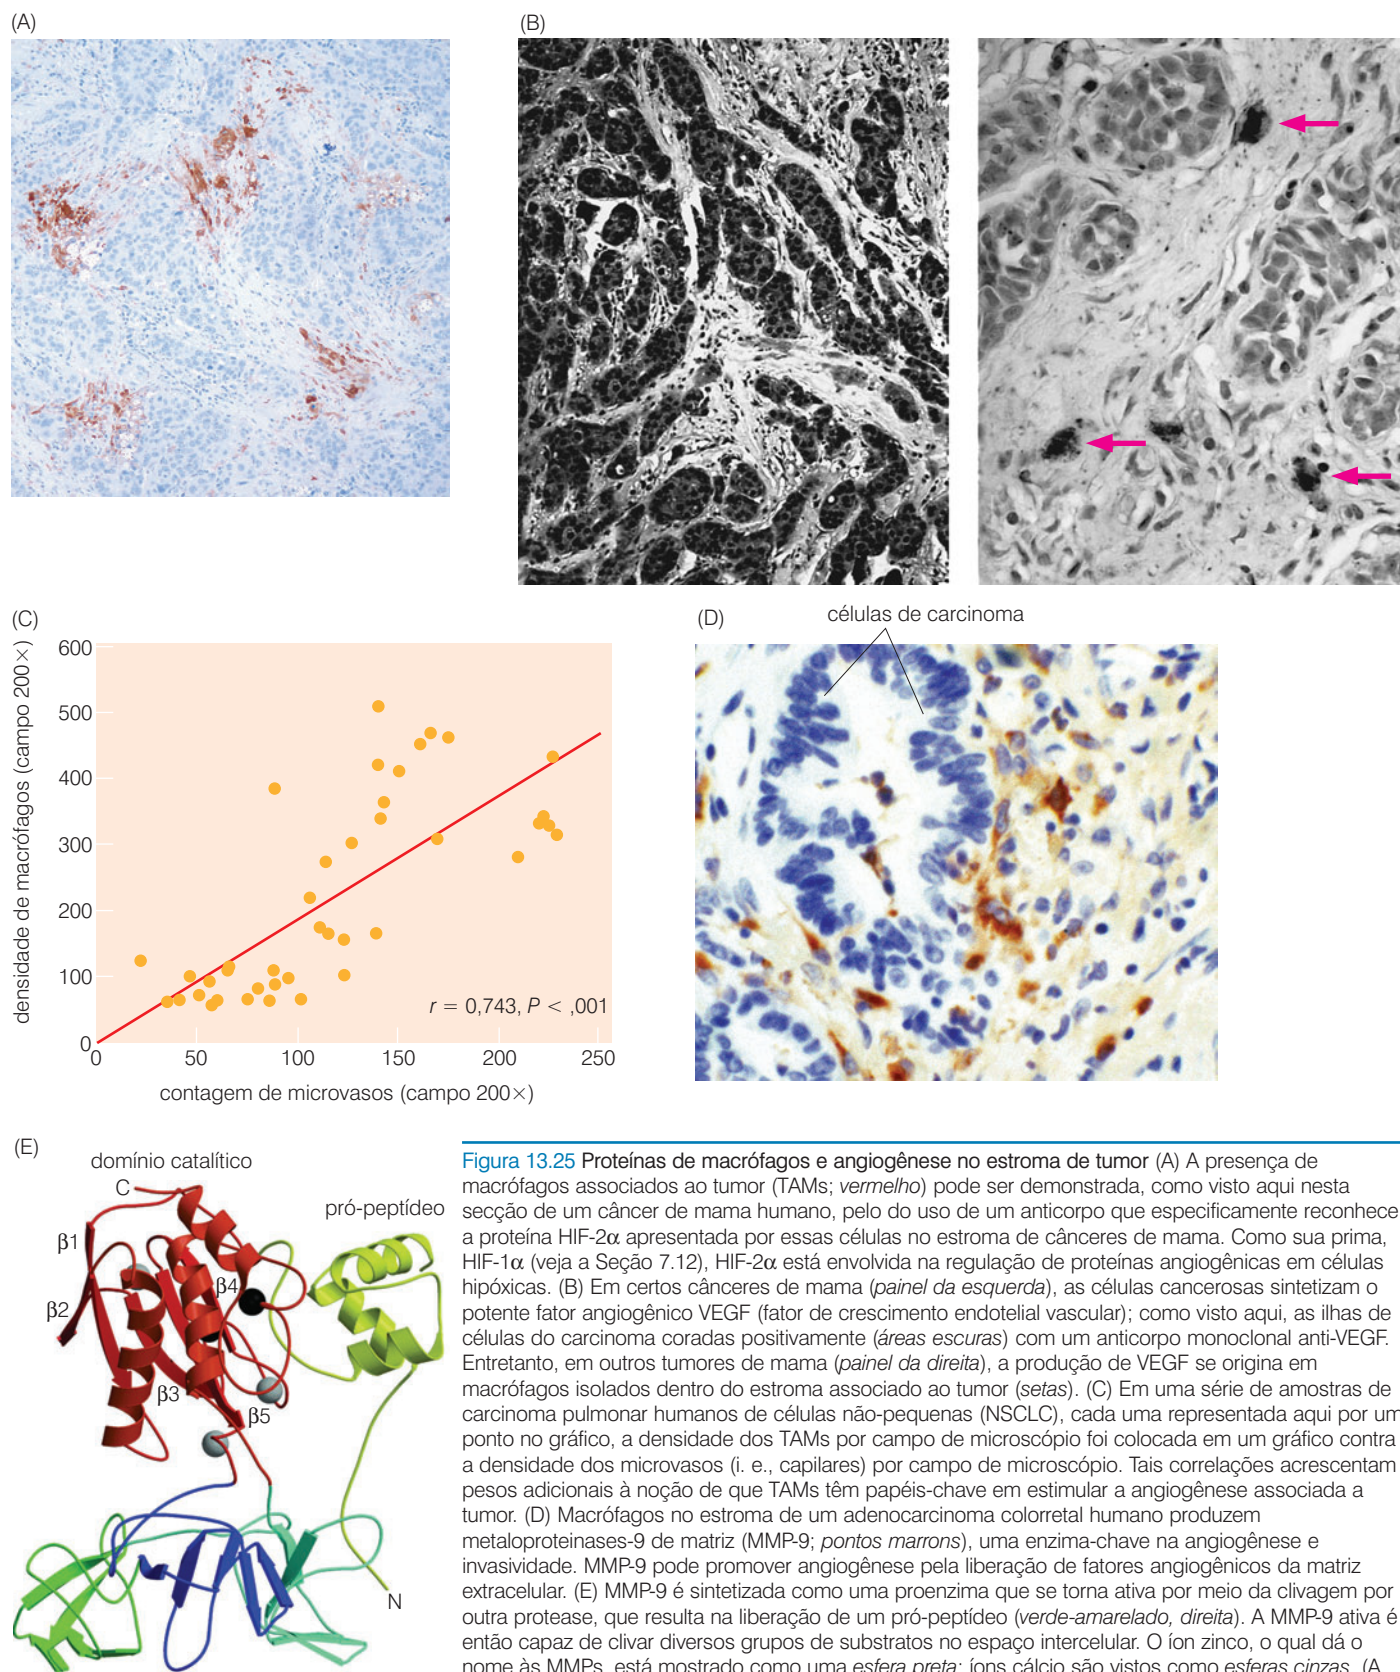 (A)
(B)
(C)
600
500
400
300
200
100
0
0
50
100
150
200
250
densidade de macrófagos (campo 200×)
contagem de microvasos (campo 200×)
r = 0,743, P < ,001
(D)
células de carcinoma
(E)
domínio catalítico
C
pró-peptídeo
β1
β4
β2
β3
β5
N
Figura 13.25 Proteínas de macrófagos e angiogênese no estroma de tumor (A) A presença de
macrófagos associados ao tumor (TAMs; vermelho) pode ser demonstrada, como visto aqui nesta
secção de um câncer de mama humano, pelo do uso de um anticorpo que especificamente reconhece
a proteína HIF-2α apresentada por essas células no estroma de cânceres de mama. Como sua prima,
HIF-1α (veja a Seção 7.12), HIF-2α está envolvida na regulação de proteínas angiogênicas em células
hipóxicas. (B) Em certos cânceres de mama (painel da esquerda), as células cancerosas sintetizam o
potente fator angiogênico VEGF (fator de crescimento endotelial vascular); como visto aqui, as ilhas de
células do carcinoma coradas positivamente (áreas escuras) com um anticorpo monoclonal anti-VEGF.
Entretanto, em outros tumores de mama (painel da direita), a produção de VEGF se origina em
macrófagos isolados dentro do estroma associado ao tumor (setas). (C) Em uma série de amostras de
carcinoma pulmonar humanos de células não-pequenas (NSCLC), cada uma representada aqui por um
ponto no gráfico, a densidade dos TAMs por campo de microscópio foi colocada em um gráfico contra
a densidade dos microvasos (i. e., capilares) por campo de microscópio. Tais correlações acrescentam
pesos adicionais à noção de que TAMs têm papéis-chave em estimular a angiogênese associada a
tumor. (D) Macrófagos no estroma de um adenocarcinoma colorretal humano produzem
metaloproteinases-9 de matriz (MMP-9; pontos marrons), uma enzima-chave na angiogênese e
invasividade. MMP-9 pode promover angiogênese pela liberação de fatores angiogênicos da matriz
extracelular. (E) MMP-9 é sintetizada como uma proenzima que se torna ativa por meio da clivagem por
outra protease, que resulta na liberação de um pró-peptídeo (verde-amarelado, direita). A MMP-9 ativa é
então capaz de clivar diversos grupos de substratos no espaço intercelular. O íon zinco, o qual dá o
nome às MMPs, está mostrado como uma esfera preta; íons cálcio são vistos como esferas cinzas. (A,